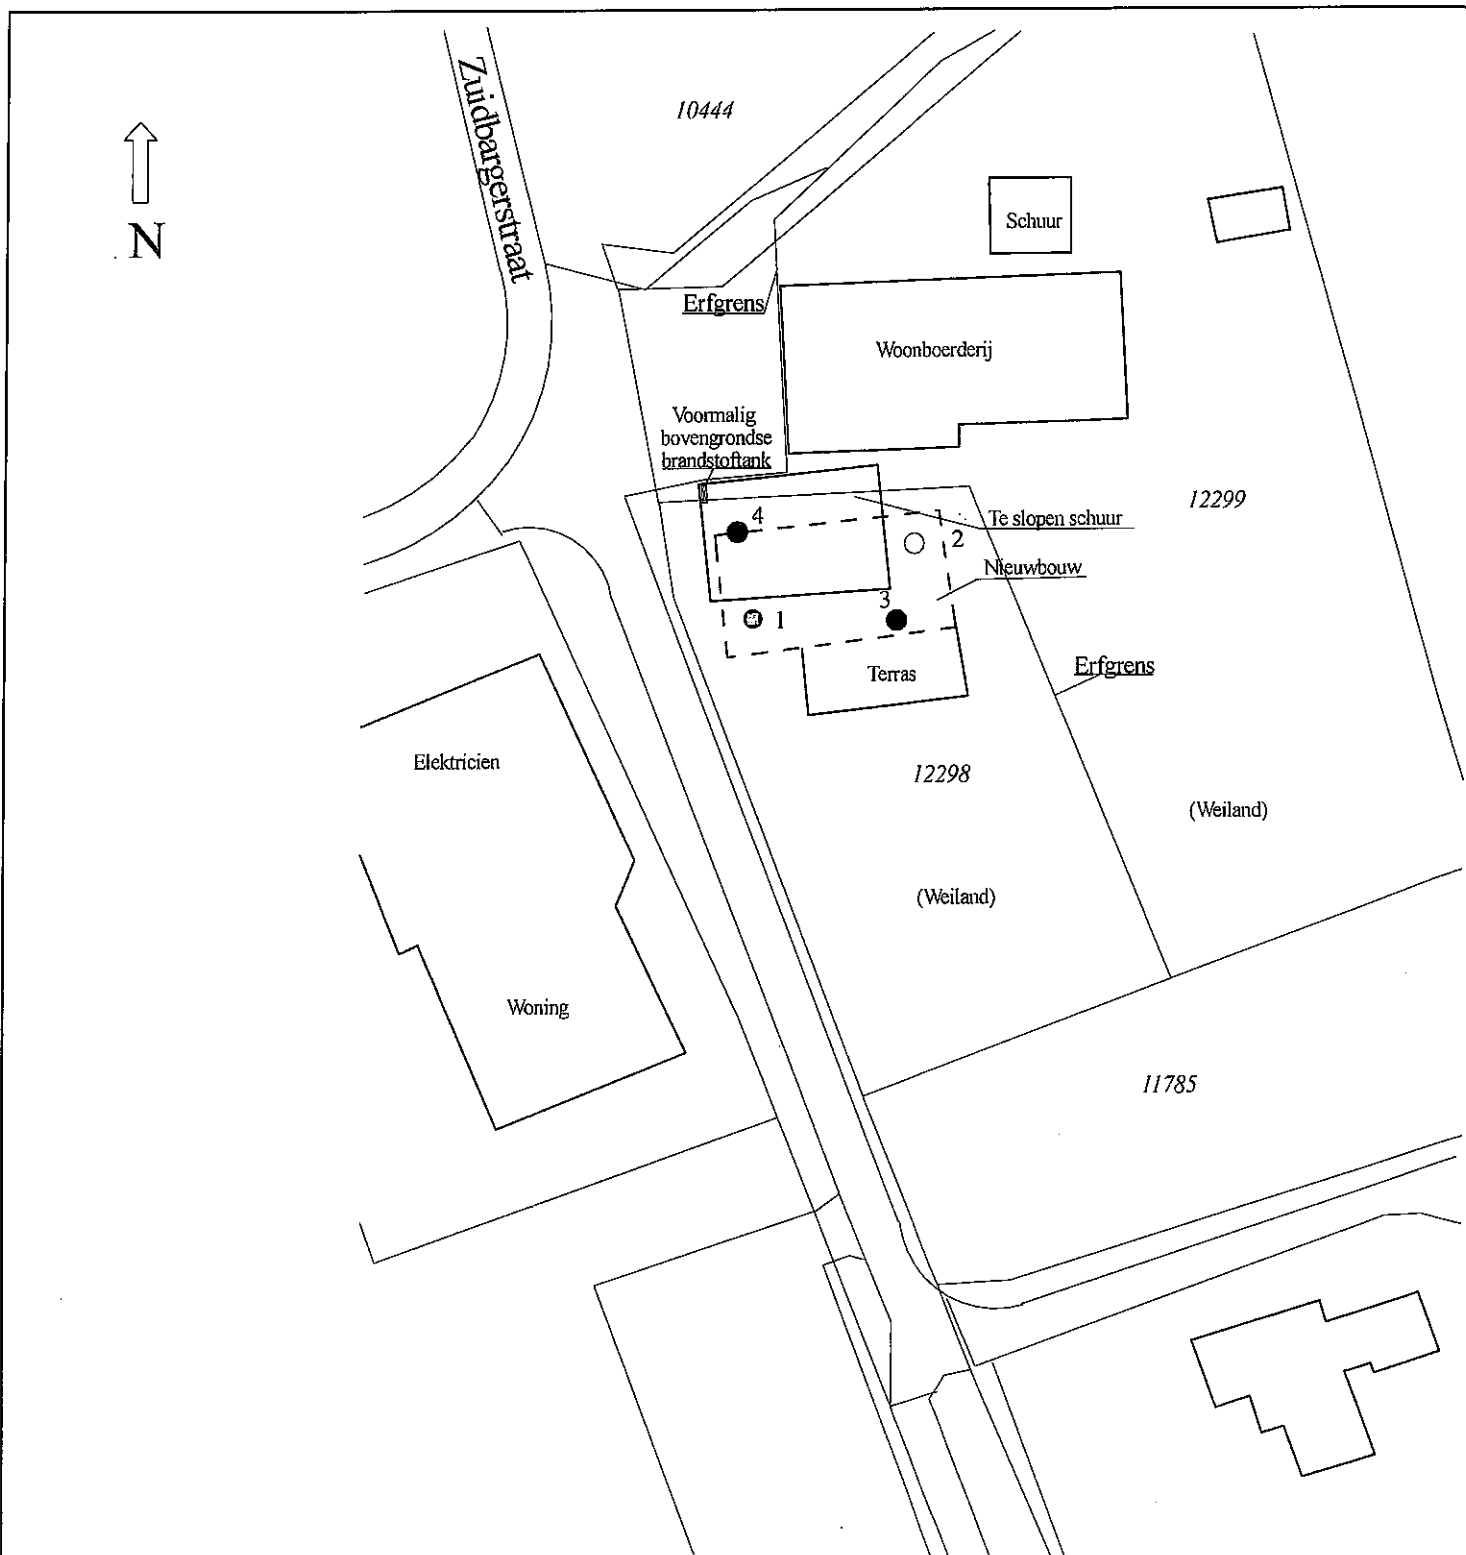 Zuidbargerstraat
10444
N
Schuur
Erfgrens
Woonboerderij
Voormalig
bovengrondse
brandstoftank
12299
4
Te slopen schuur
2
Nieuwbouw
3
1
Erfgrens
Terras
Elektricien
12298
(Weiland)
(Weiland)
Woning
11785